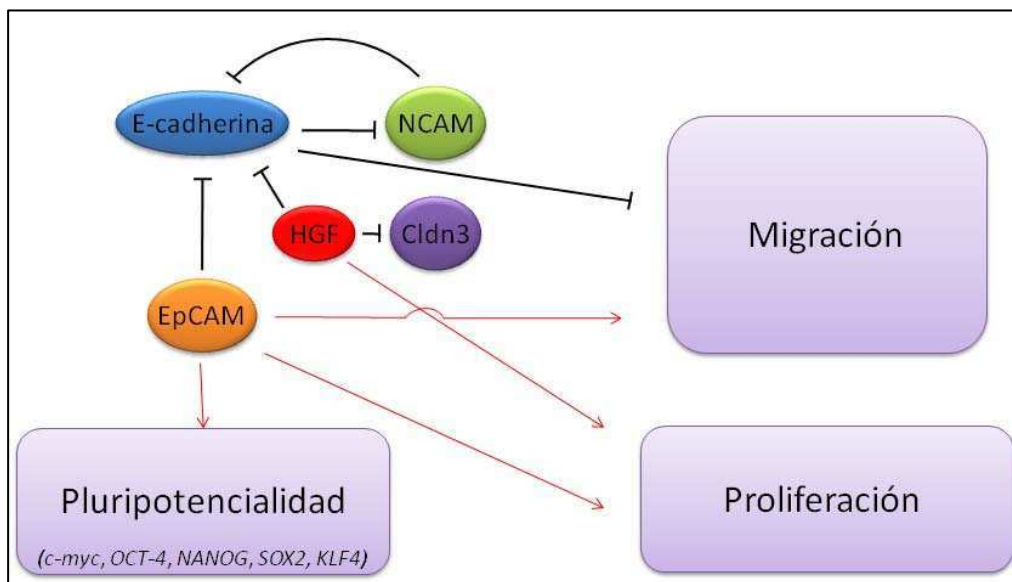 E-cadherina
NCAM
HGF
Cldn3
Migración
EpCAM
Pluripotencialidad
(c-myc, OCT-4, NANOG, SOX2, KLF4)
Proliferación